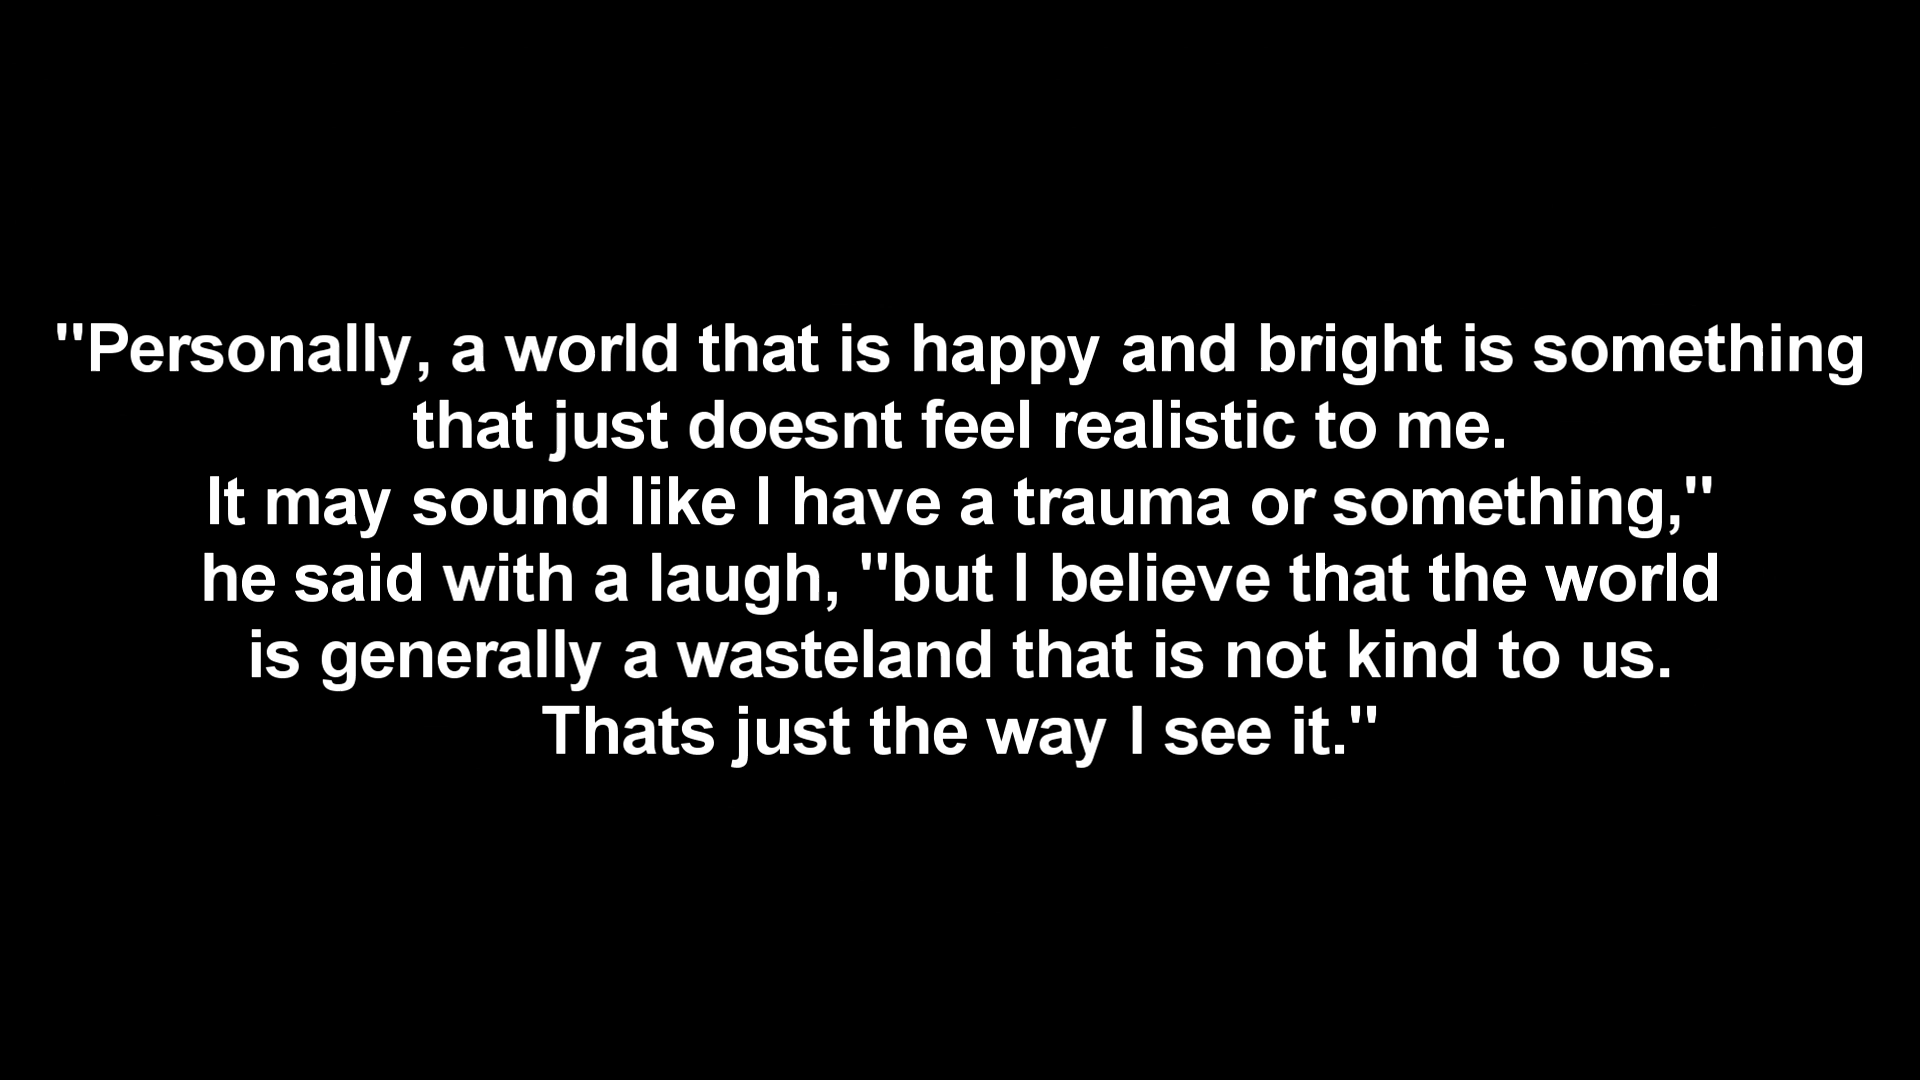 "Personally, a world that is happy and bright is something
that just doesnt feel realistic to me.
It may sound like I have a trauma or something,"
he said with a laugh, "but I believe that the world
is generally a wasteland that is not kind to us.
Thats just the way I see it."